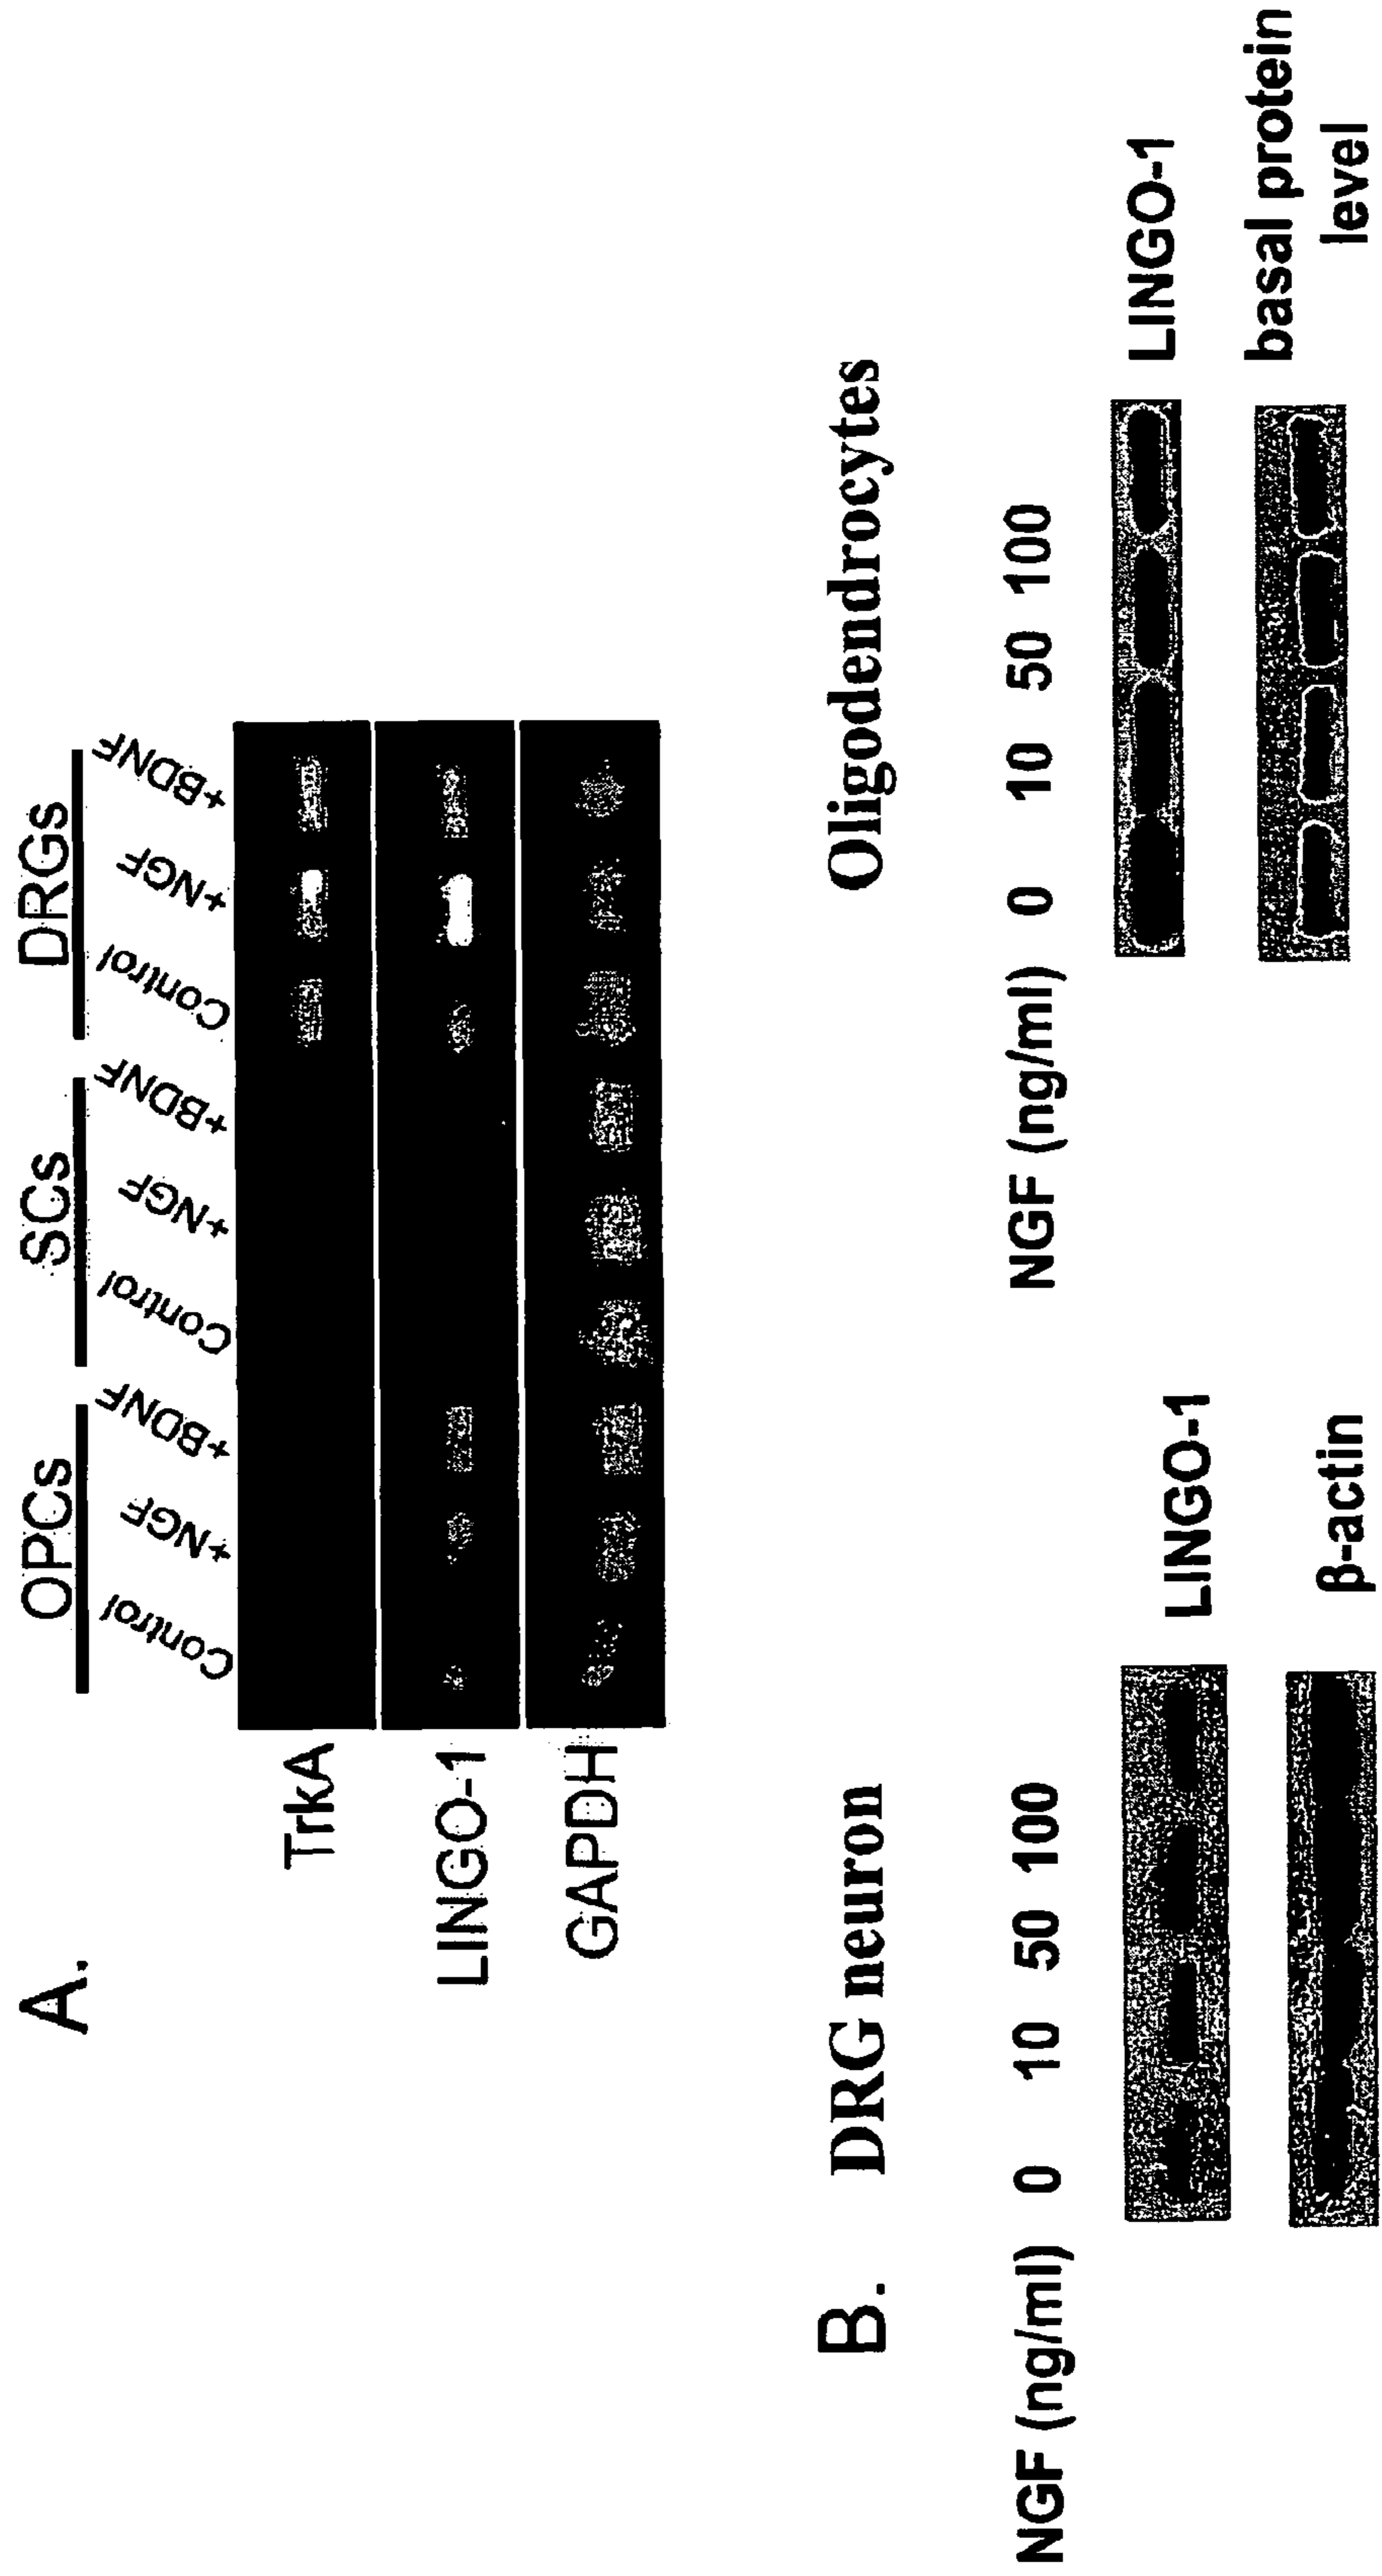 A.
OPCs SCs DRGs
Control +NGF +BDNF Control +NGF +BDNF Control +NGF +BDNF
TrkA
LINGO-1
GAPDH
B. DRG neuron Oligodendrocytes
NGF (ng/ml) 0 10 50 100 NGF (ng/ml) 0 10 50 100
LINGO-1 LINGO-1
β-actin basal protein
level